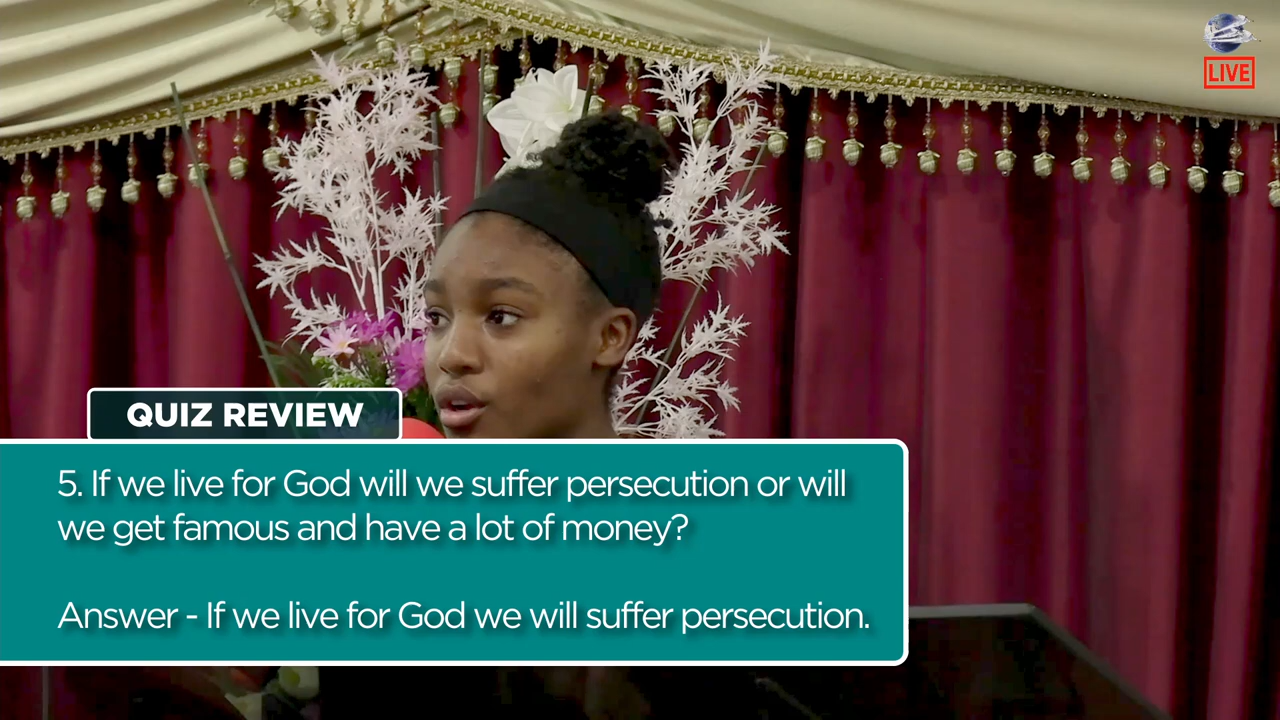 LIVE
QUIZ REVIEW
5. If we live for God will we suffer persecution or will
we get famous and have a lot of money?
Answer - If we live for God we will suffer persecution.